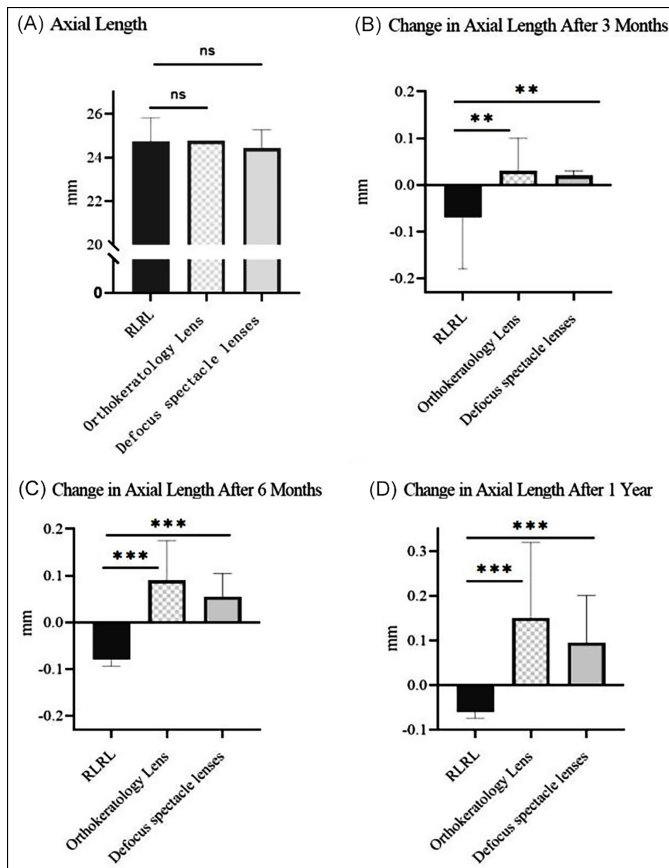 (A) Axial Length
ns
ns
26
24
22
20
0
mm
RLRL
Orthokeratology Lens
Defocus spectacle lenses
(B) Change in Axial Length After 3 Months
**
**
0.2
0.1
0.0
-0.1
-0.2
mm
RLRL
Orthokeratology Lens
Defocus spectacle lenses
(C) Change in Axial Length After 6 Months
***
***
0.2
0.1
0.0
-0.1
-0.2
mm
RLRL
Orthokeratology Lens
Defocus spectacle lenses
(D) Change in Axial Length After 1 Year
***
***
0.3
0.2
0.1
0.0
-0.1
mm
RLRL
Orthokeratology Lens
Defocus spectacle lenses